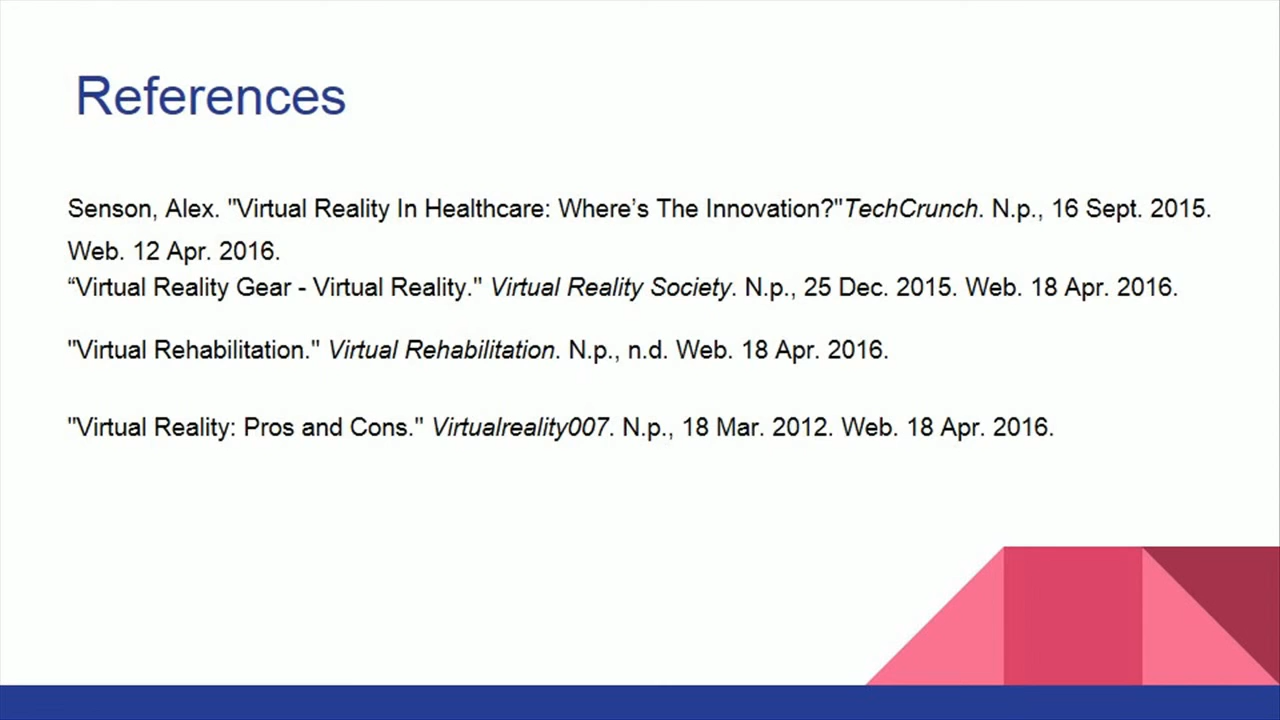 References
Senson, Alex. "Virtual Reality In Healthcare: Where’s The Innovation?"TechCrunch. N.p., 16 Sept. 2015.
Web. 12 Apr. 2016.
“Virtual Reality Gear - Virtual Reality." Virtual Reality Society. N.p., 25 Dec. 2015. Web. 18 Apr. 2016.
"Virtual Rehabilitation." Virtual Rehabilitation. N.p., n.d. Web. 18 Apr. 2016.
"Virtual Reality: Pros and Cons." Virtualreality007. N.p., 18 Mar. 2012. Web. 18 Apr. 2016.